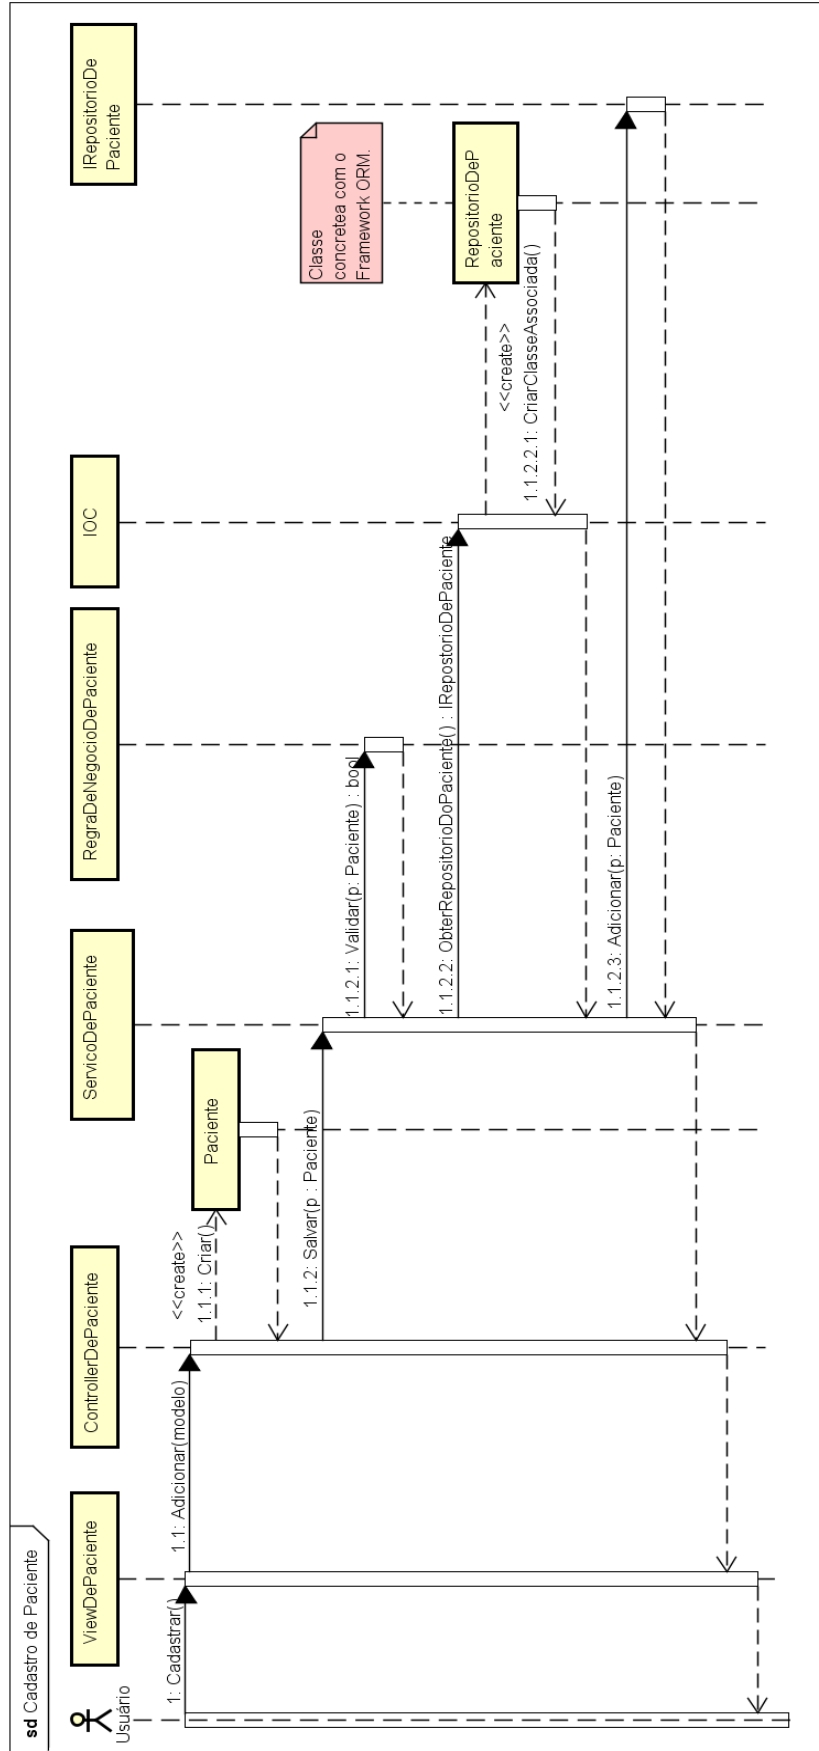 sd Cadastro de Paciente
Usuário
ViewDePaciente
ControllerDePaciente
Paciente
ServicoDePaciente
RegraDeNegocioDePaciente
IOC
RepositorioDeP
aciente
IRepositorioDe
Paciente
Classe
concretea com o
Framework ORM.
1: Cadastrar()
1.1: Adicionar(modelo)
<<create>>
1.1.1: Criar()
1.1.2: Salvar(p : Paciente)
1.1.2.1: Validar(p: Paciente) : bool
1.1.2.2: ObterRepositorioDoPaciente() : IRepostorioDePaciente
<<create>>
1.1.2.2.1: CriarClasseAssociada()
1.1.2.3: Adicionar(p: Paciente)